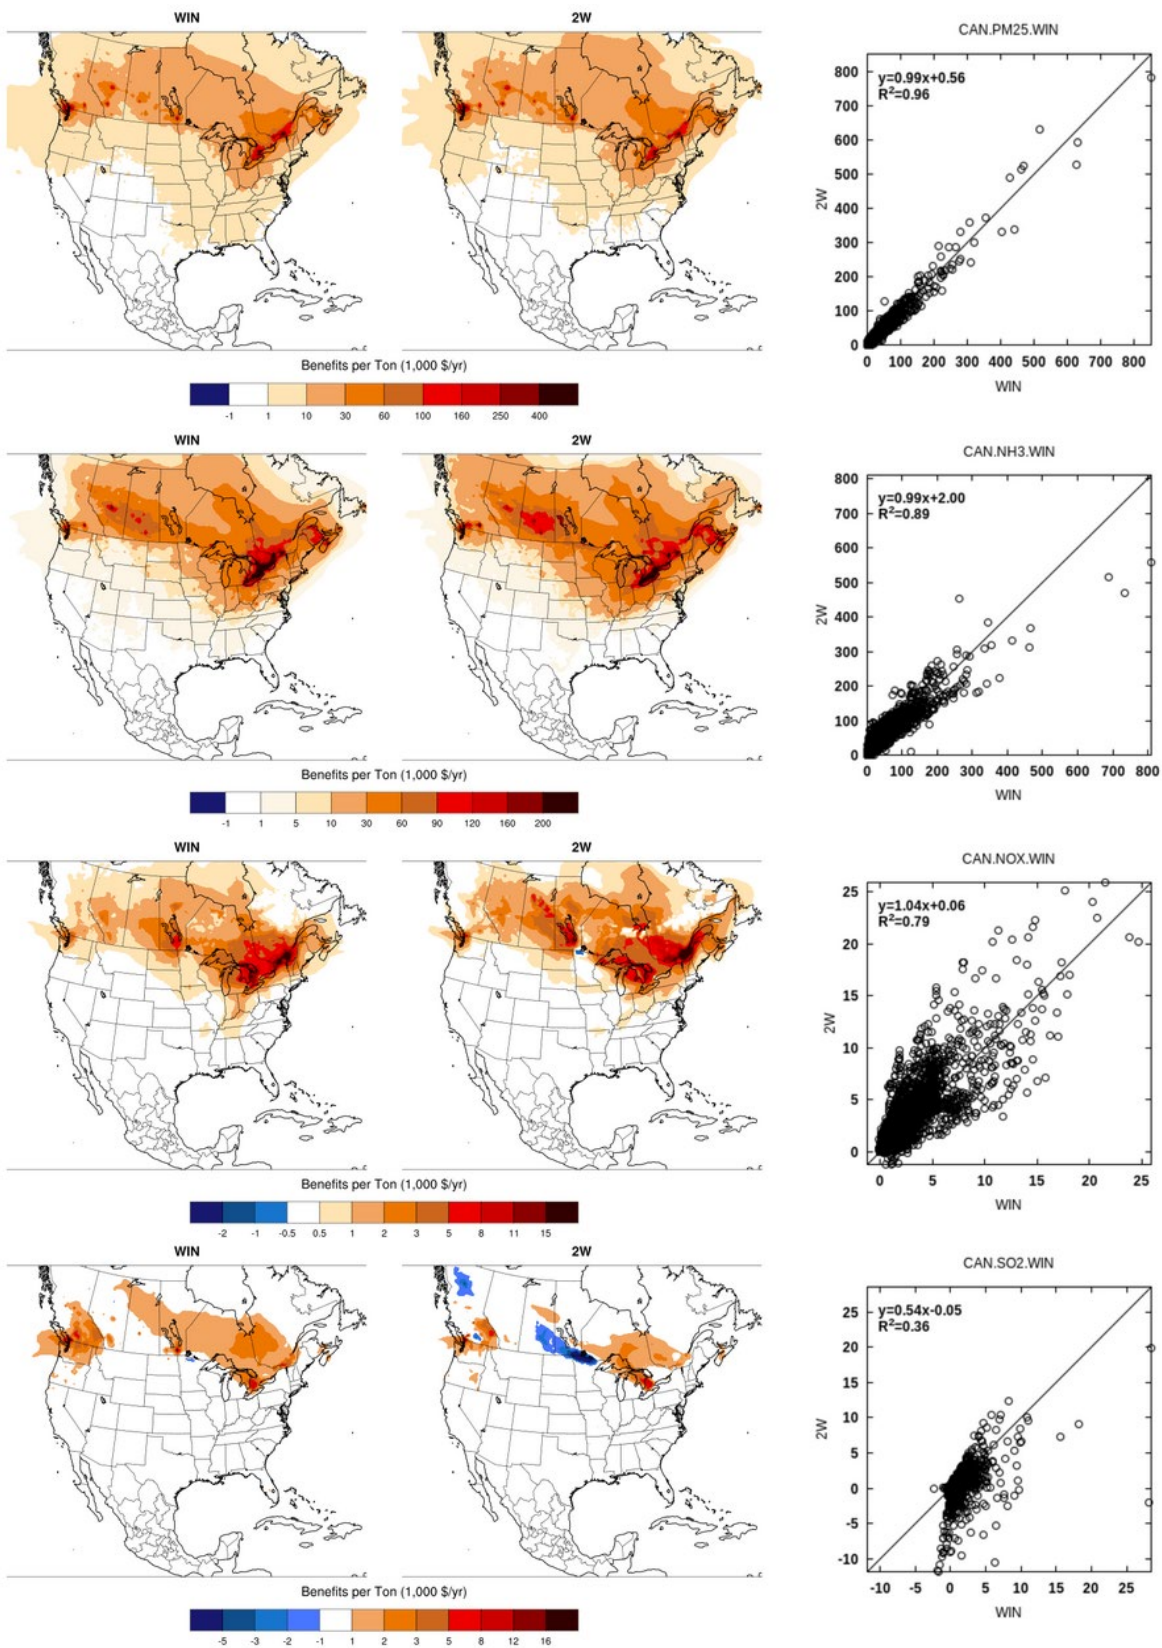 WIN
2W
CAN.PM25.WIN
y=0.99x+0.56
R²=0.96
800
700
600
500
400
300
200
100
0
2W
0 100 200 300 400 500 600 700 800
WIN
Benefits per Ton (1,000 $/yr)
-1 1 10 30 60 100 160 250 400
WIN
2W
CAN.NH3.WIN
y=0.99x+2.00
R²=0.89
800
700
600
500
400
300
200
100
0
2W
0 100 200 300 400 500 600 700 800
WIN
Benefits per Ton (1,000 $/yr)
-1 1 5 10 30 60 90 120 160 200
WIN
2W
CAN.NOX.WIN
y=1.04x+0.06
R²=0.79
25
20
15
10
5
0
2W
0 5 10 15 20 25
WIN
Benefits per Ton (1,000 $/yr)
-2 -1 -0.5 0.5 1 2 3 5 8 11 15
WIN
2W
CAN.SO2.WIN
y=0.54x-0.05
R²=0.36
25
20
15
10
5
0
-5
-10
2W
-10 -5 0 5 10 15 20 25
WIN
Benefits per Ton (1,000 $/yr)
-5 -3 -2 -1 1 2 3 5 8 12 16